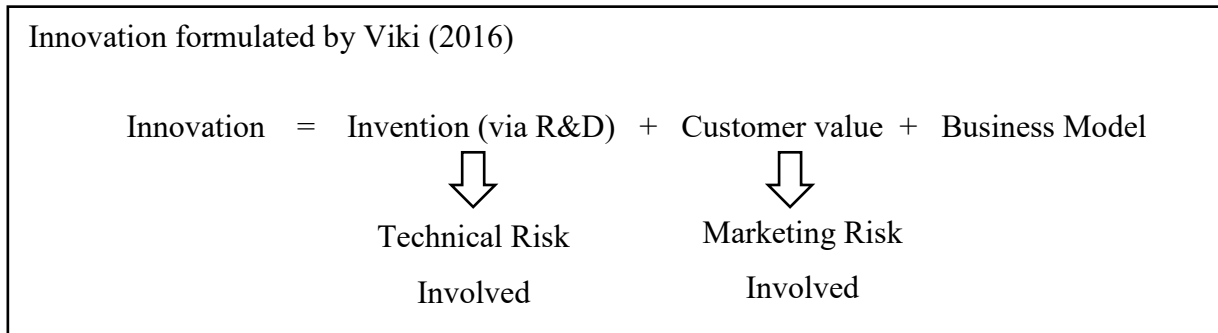 Innovation formulated by Viki (2016)
Innovation = Invention (via R&D) + Customer value + Business Model
Technical Risk Marketing Risk
Involved Involved